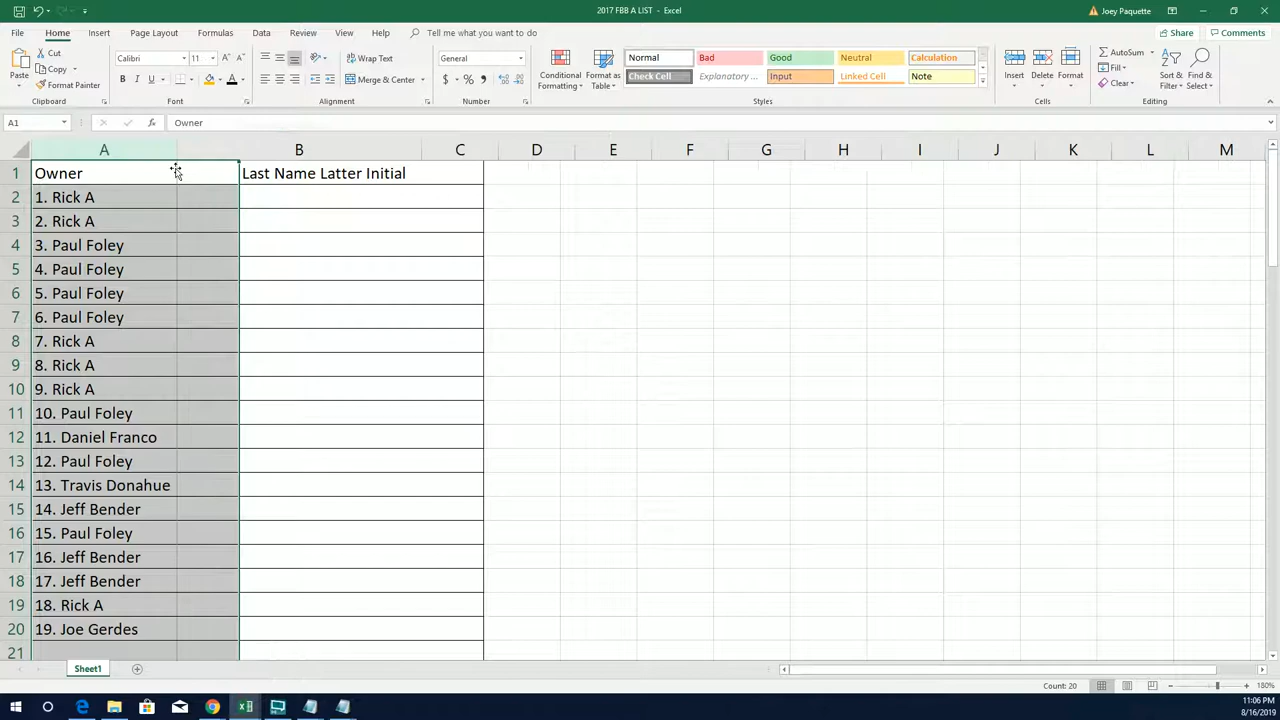 2017 FBB A LIST - Excel
Joey Paquette
File Home Insert Page Layout Formulas Data Review View Help Tell me what you want to do
Share Comments
Paste
Cut
Copy
Format Painter
Clipboard
Calibri 11
B I U
Font
Wrap Text
Merge & Center
Alignment
General
$ % ,
Number
Conditional Formatting
Format as Table
Normal Bad Good Neutral Calculation
Check Cell Explanatory ... Input Linked Cell Note
Styles
Insert Delete Format
Cells
AutoSum
Fill
Clear
Sort & Filter
Find & Select
Editing
A1 fx Owner
A B C D E F G H I J K L M
1 Owner Last Name Latter Initial
2 1. Rick A
3 2. Rick A
4 3. Paul Foley
5 4. Paul Foley
6 5. Paul Foley
7 6. Paul Foley
8 7. Rick A
9 8. Rick A
10 9. Rick A
11 10. Paul Foley
12 11. Daniel Franco
13 12. Paul Foley
14 13. Travis Donahue
15 14. Jeff Bender
16 15. Paul Foley
17 16. Jeff Bender
18 17. Jeff Bender
19 18. Rick A
20 19. Joe Gerdes
21
Sheet1
Count: 20
180%
11:06 PM
8/16/2019